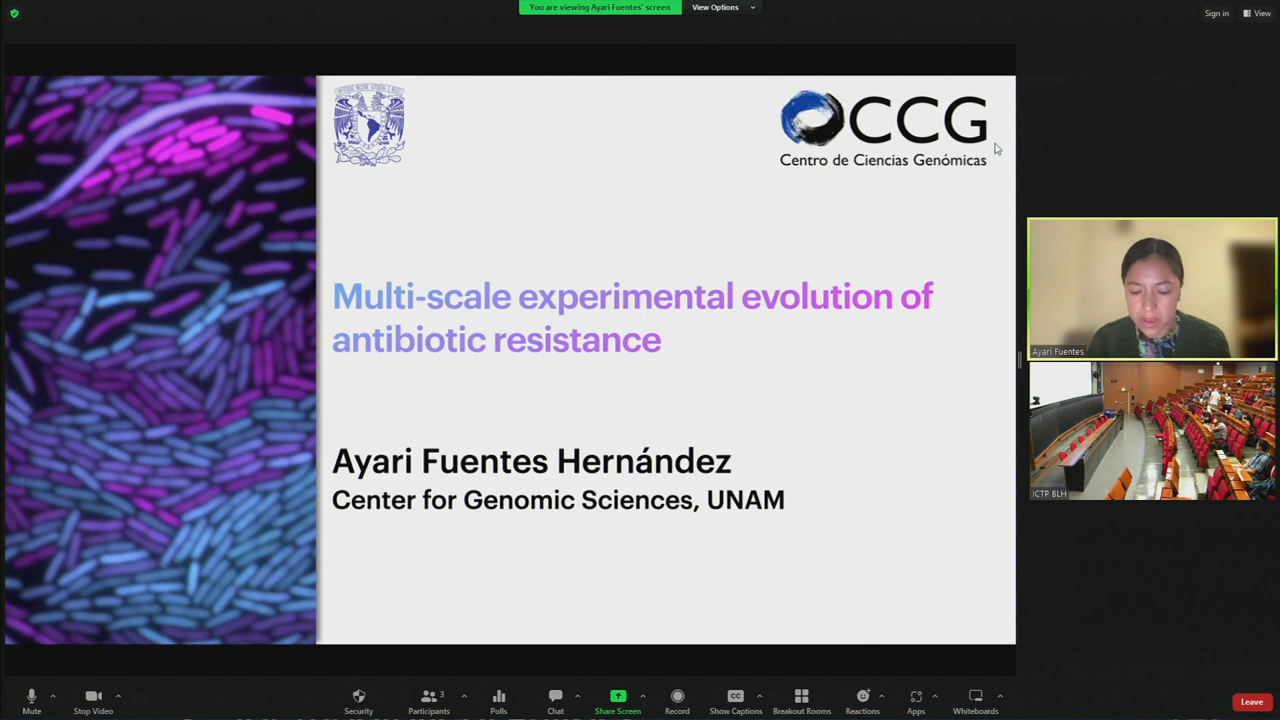 You are viewing Ayari Fuentes' screen
View Options
Sign in
View
CCG
Centro de Ciencias Genómicas
Multi-scale experimental evolution of
antibiotic resistance
Ayari Fuentes Hernández
Center for Genomic Sciences, UNAM
Ayari Fuentes
ICTP BLH
Mute
Stop Video
Security
Participants
3
Polls
Chat
Share Screen
Record
CC
Show Captions
Breakout Rooms
Reactions
Apps
Whiteboards
Leave